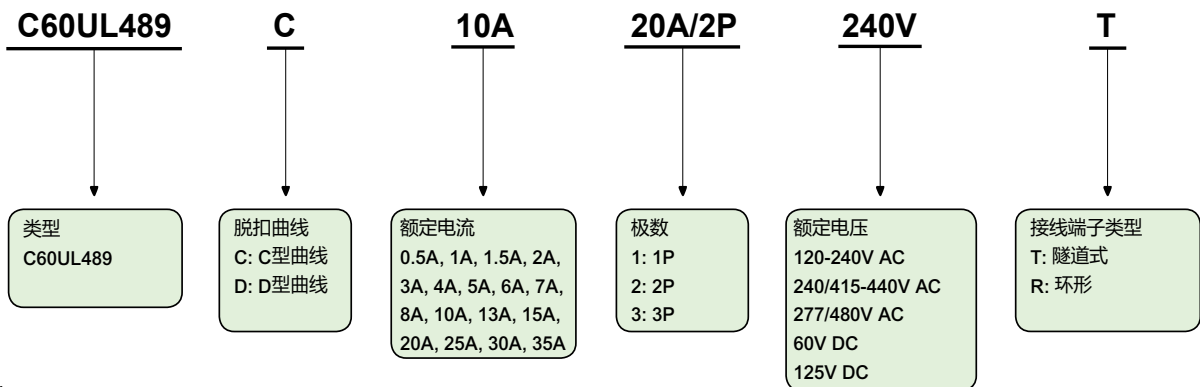 C60UL489 C 10A 20A/2P 240V T
类型
C60UL489
脱扣曲线
C: C型曲线
D: D型曲线
额定电流
0.5A, 1A, 1.5A, 2A,
3A, 4A, 5A, 6A, 7A,
8A, 10A, 13A, 15A,
20A, 25A, 30A, 35A
极数
1: 1P
2: 2P
3: 3P
额定电压
120-240V AC
240/415-440V AC
277/480V AC
60V DC
125V DC
接线端子类型
T: 隧道式
R: 环形